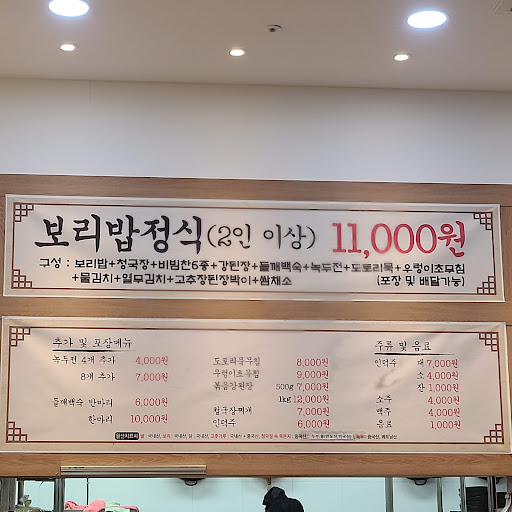 보리밥정식(2인 이상) 11,000원
구성 : 보리밥+청국장+비빔찬6종+강된장+들깨백숙+녹두전+도토리묵+우렁이초무침
+물김치+열무김치+고추장된장박이+쌈채소 (포장 및 배달가능)
추가 및 포장메뉴
녹두전 4개 추가 4,000원
8개 추가 7,000원
들깨백숙 반마리 6,000원
한마리 10,000원
도토리묵무침 8,000원
우렁이초무침 9,000원
볶음강된장 500g 7,000원
1kg 12,000원
청국장찌개 7,000원
인덕주 6,000원
주류 및 음료
인덕주 대 7,000원
소 4,000원
잔 1,000원
소주 4,000원
맥주 4,000원
음료 2,000원
원산지표시